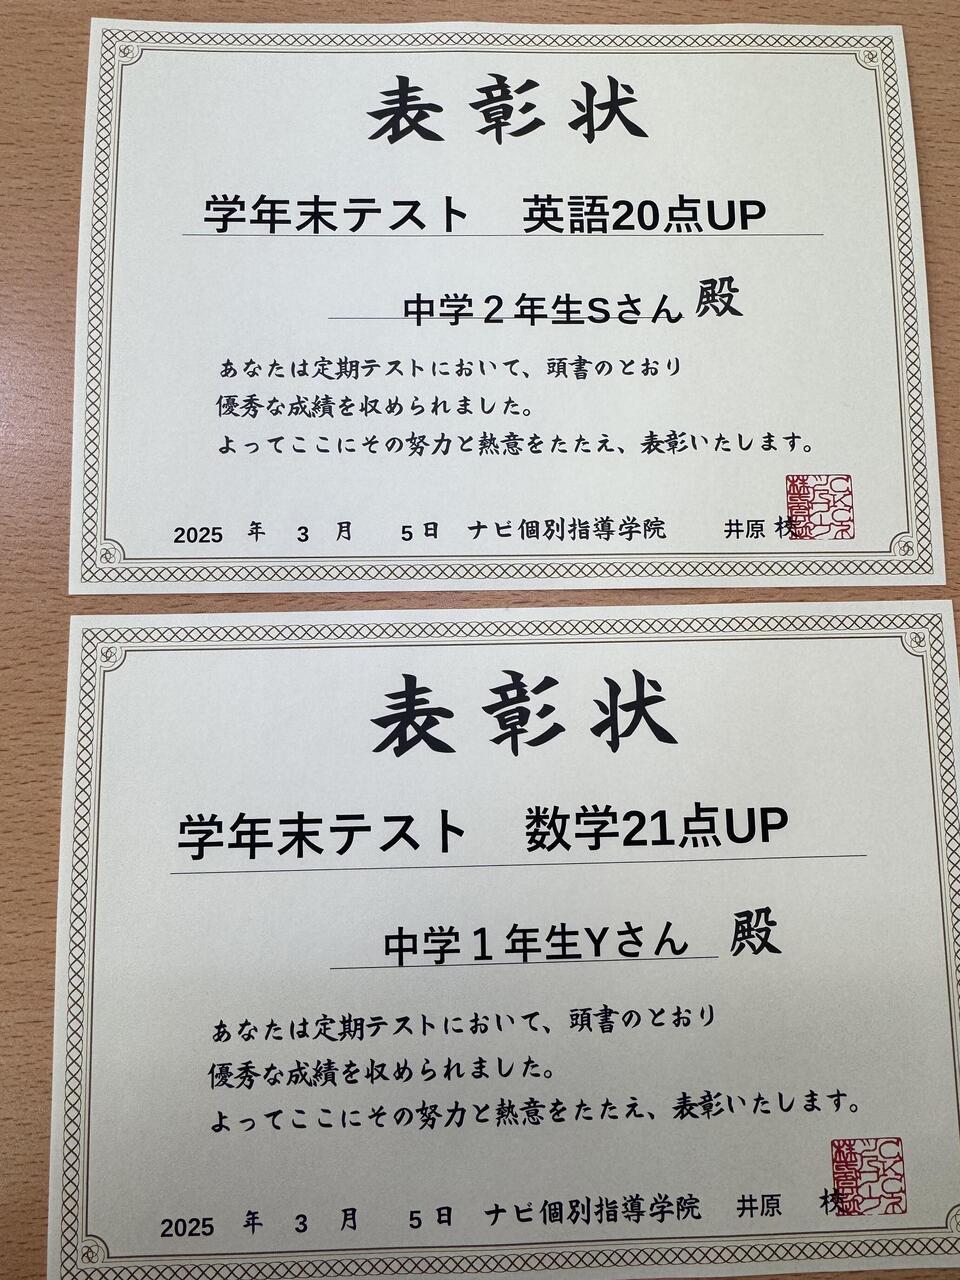 表彰状
学年末テスト　英語20点UP
中学２年生Sさん 殿
あなたは定期テストにおいて、頭書のとおり
優秀な成績を収められました。
よってここにその努力と熱意をたたえ、表彰いたします。
2025 年 3 月 5日 ナビ個別指導学院 井原 校
表彰状
学年末テスト　数学21点UP
中学１年生Yさん 殿
あなたは定期テストにおいて、頭書のとおり
優秀な成績を収められました。
よってここにその努力と熱意をたたえ、表彰いたします。
2025 年 3 月 5日 ナビ個別指導学院 井原 校